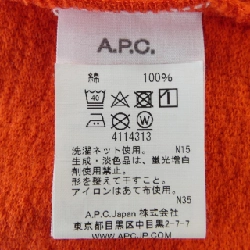 A.P.C.
綿 100%
40
4114313
洗濯ネット使用。 N15
生成・淡色品は、蛍光増白
剤使用禁止。
形を整えて干すこと。
アイロンはあて布使用。
N35
A.P.C.Japan 株式会社
東京都目黒区中目黒2-7-7
WWW.APCJP.COM